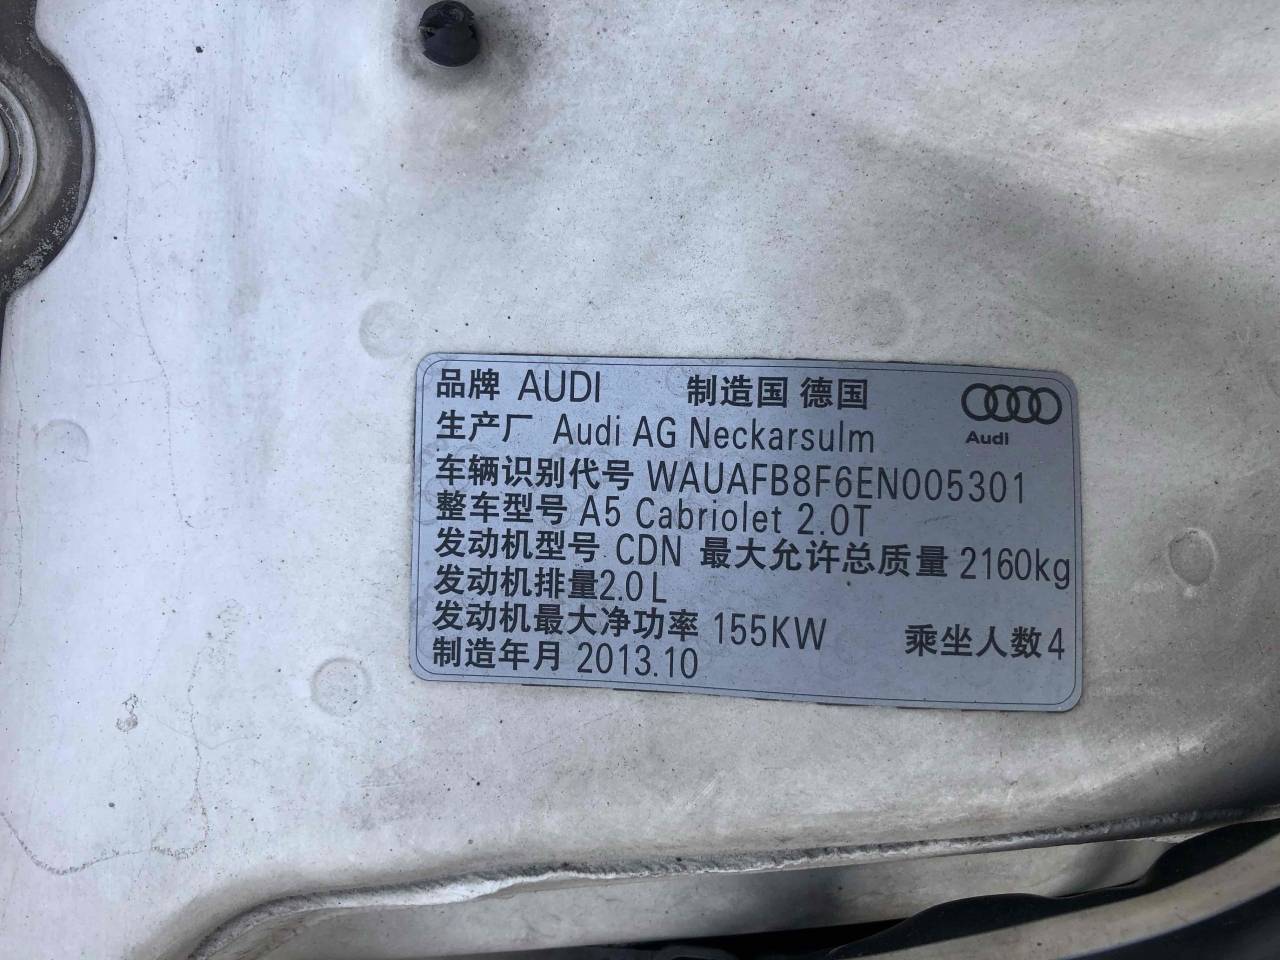 品牌 AUDI 制造国 德国
Audi
生产厂 Audi AG Neckarsulm
车辆识别代号 WAUAFB8F6EN005301
整车型号 A5 Cabriolet 2.0T
发动机型号 CDN 最大允许总质量 2160kg
发动机排量2.0L
发动机最大净功率 155KW 乘坐人数4
制造年月 2013.10